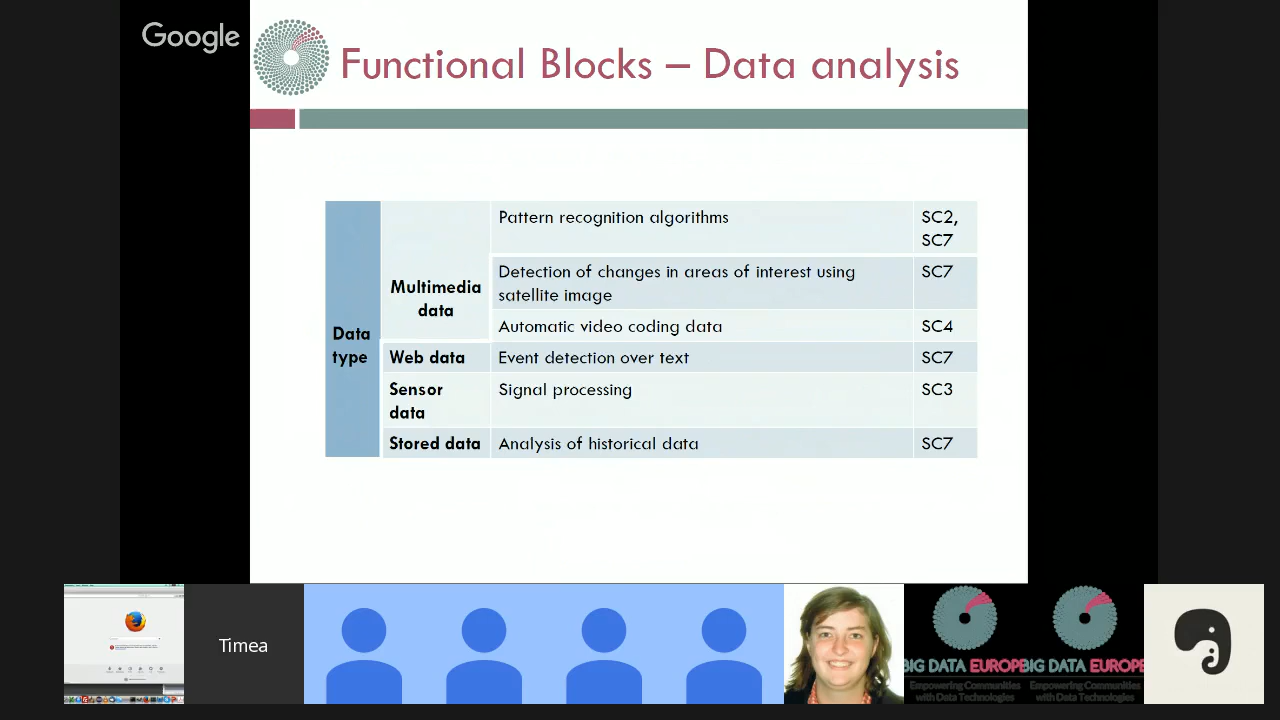 Google
Functional Blocks – Data analysis
Data
type
Multimedia
data
Pattern recognition algorithms
SC2,
SC7
Detection of changes in areas of interest using
satellite image
SC7
Automatic video coding data
SC4
Web data
Event detection over text
SC7
Sensor
data
Signal processing
SC3
Stored data
Analysis of historical data
SC7
Timea
BIG DATA EUROPE
Empowering Communities
with Data Technologies
BIG DATA EUROPE
Empowering Communities
with Data Technologies